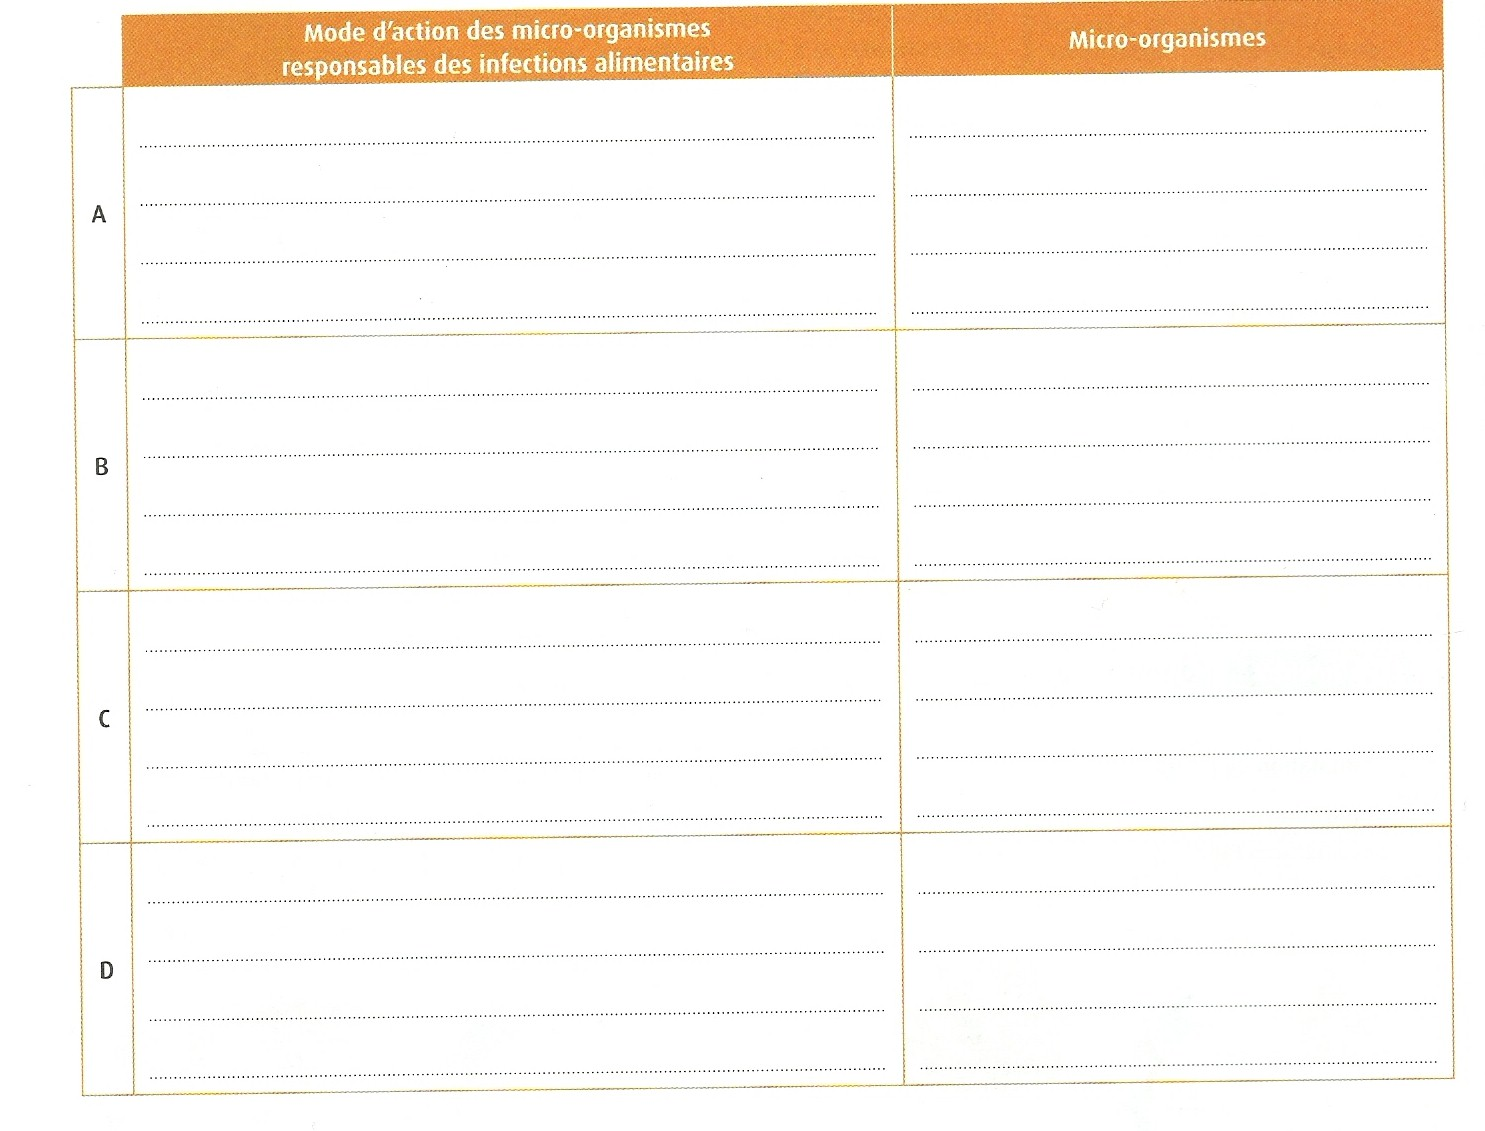 Mode d'action des micro-organismes
responsables des infections alimentaires
Micro-organismes
A
B
C
D